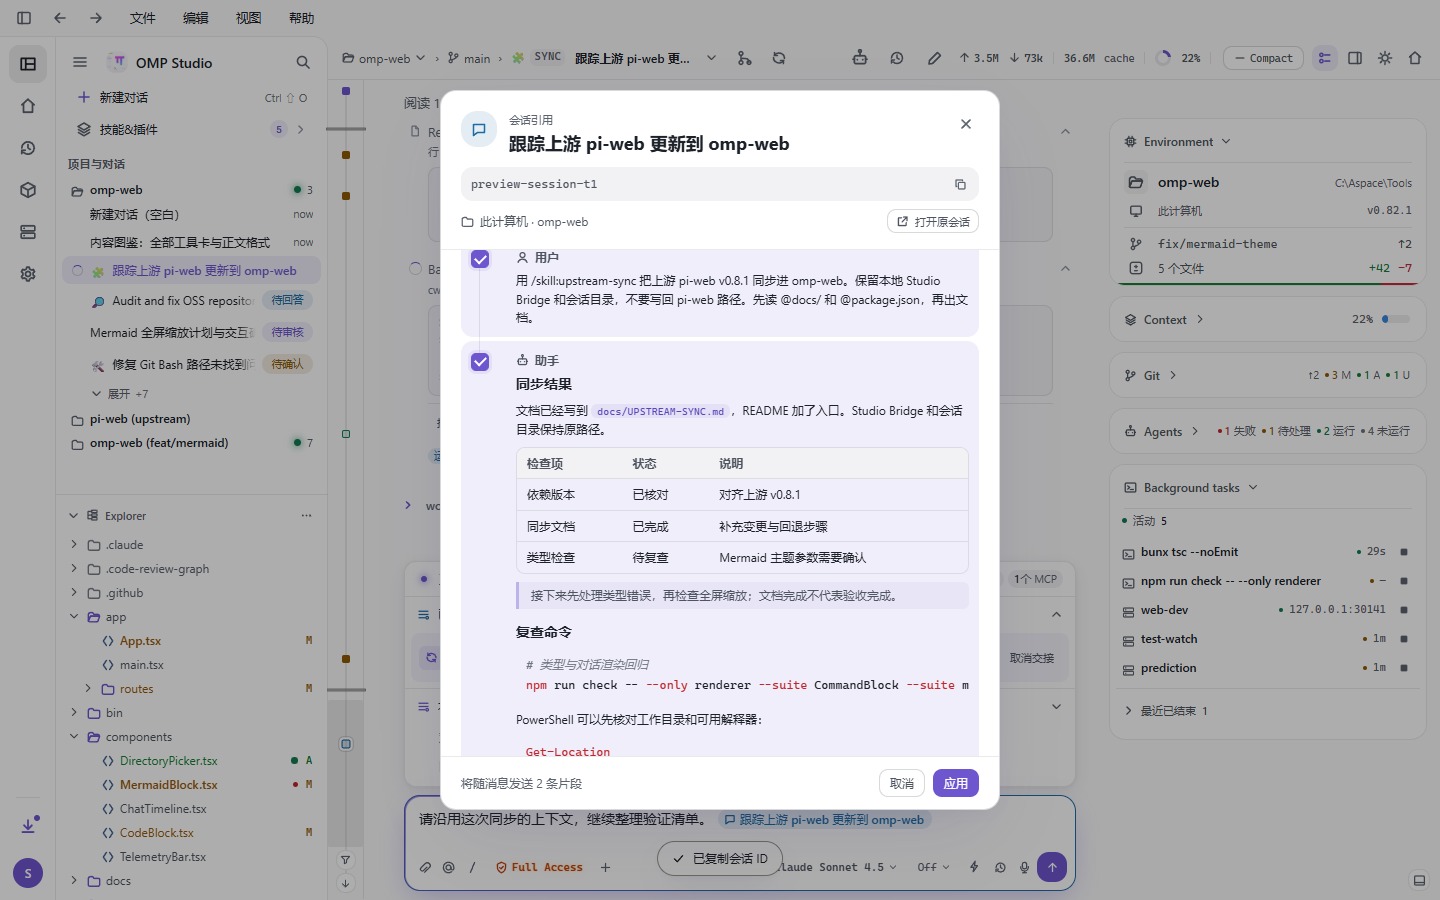 文件 编辑 视图 帮助
OMP Studio
新建对话 Ctrl ⇧ O
技能&插件 5
项目与对话
omp-web 3
新建对话（空白） now
内容图鉴：全部工具卡与正文格式 now
跟踪上游 pi-web 更新到 omp-web
Audit and fix OSS reposito 待回答
Mermaid 全屏缩放计划与交互 待审核
修复 Git Bash 路径未找到 待确认
展开 +7
pi-web (upstream)
omp-web (feat/mermaid) 7
Explorer ···
.claude
.code-review-graph
.github
app
App.tsx M
main.tsx
routes M
bin
components
DirectoryPicker.tsx A
MermaidBlock.tsx M
ChatTimeline.tsx
CodeBlock.tsx M
TelemetryBar.tsx
docs
S
omp-web › main › SYNC 跟踪上游 pi-web 更...
↑ 3.5M ↓ 73k 36.6M cache 22% Compact
阅读 1
Re
行
Ba
cw
wo
1个 MCP
取消交接
会话引用
跟踪上游 pi-web 更新到 omp-web
preview-session-t1
此计算机 · omp-web 打开原会话
用户
用 /skill:upstream-sync 把上游 pi-web v0.8.1 同步进 omp-web。保留本地 Studio
Bridge 和会话目录，不要写回 pi-web 路径。先读 @docs/ 和 @package.json，再出文
档。
助手
同步结果
文档已经写到 docs/UPSTREAM-SYNC.md ，README 加了入口。Studio Bridge 和会话
目录保持原路径。
检查项 状态 说明
依赖版本 已核对 对齐上游 v0.8.1
同步文档 已完成 补充变更与回退步骤
类型检查 待复查 Mermaid 主题参数需要确认
接下来先处理类型错误，再检查全屏缩放；文档完成不代表验收完成。
复查命令
# 类型与对话渲染回归
npm run check -- --only renderer --suite CommandBlock --suite m
PowerShell 可以先核对工作目录和可用解释器：
Get-Location
将随消息发送 2 条片段 取消 应用
请沿用这次同步的上下文，继续整理验证清单。 跟踪上游 pi-web 更新到 omp-web
已复制会话 ID
@ / Full Access + laude Sonnet 4.5 Off
Environment
omp-web C:\Aspace\Tools
此计算机 v0.82.1
fix/mermaid-theme ↑2
5 个文件 +42 −7
Context 22%
Git ↑2 • 3 M • 1 A • 1 U
Agents • 1 失败 • 1 待处理 • 2 运行 • 4 未运行
Background tasks
活动 5
bunx tsc --noEmit • 29s
npm run check -- --only renderer • —
web-dev • 127.0.0.1:30141
test-watch • 1m
prediction • 1m
最近已结束 1